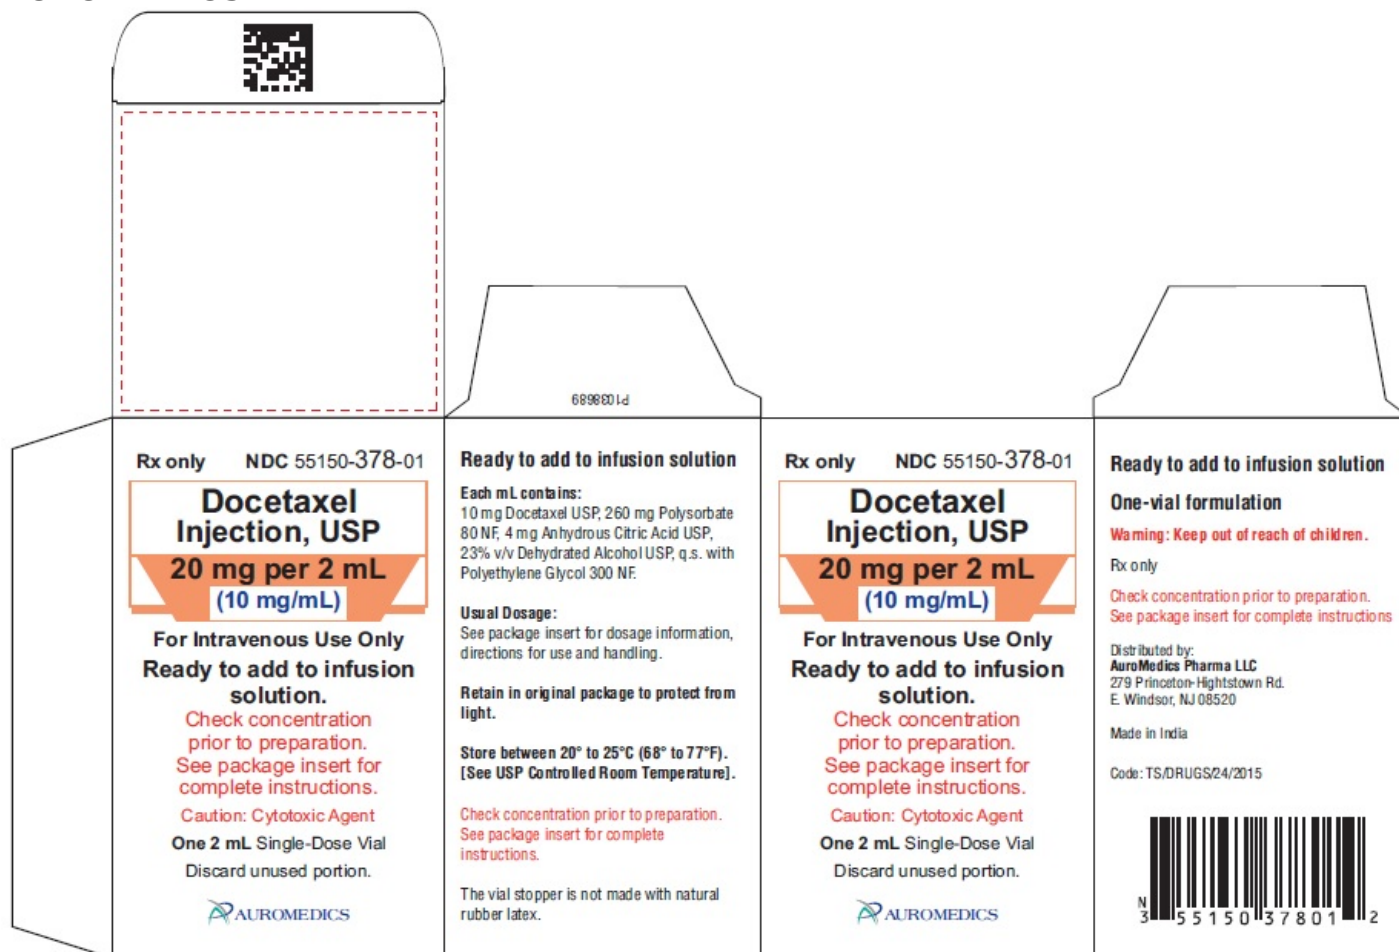 P1038689
Rx only NDC 55150-378-01
Docetaxel
Injection, USP
20 mg per 2 mL
(10 mg/mL)
For Intravenous Use Only
Ready to add to infusion
solution.
Check concentration
prior to preparation.
See package insert for
complete instructions.
Caution: Cytotoxic Agent
One 2 mL Single-Dose Vial
Discard unused portion.
AUROMEDICS
Ready to add to infusion solution
Each mL contains:
10 mg Docetaxel USP, 260 mg Polysorbate
80 NF, 4 mg Anhydrous Citric Acid USP,
23% v/v Dehydrated Alcohol USP, q.s. with
Polyethylene Glycol 300 NF.
Usual Dosage:
See package insert for dosage information,
directions for use and handling.
Retain in original package to protect from
light.
Store between 20° to 25°C (68° to 77°F).
[See USP Controlled Room Temperature].
Check concentration prior to preparation.
See package insert for complete
instructions.
The vial stopper is not made with natural
rubber latex.
Rx only NDC 55150-378-01
Docetaxel
Injection, USP
20 mg per 2 mL
(10 mg/mL)
For Intravenous Use Only
Ready to add to infusion
solution.
Check concentration
prior to preparation.
See package insert for
complete instructions.
Caution: Cytotoxic Agent
One 2 mL Single-Dose Vial
Discard unused portion.
AUROMEDICS
Ready to add to infusion solution
One-vial formulation
Warning: Keep out of reach of children.
Rx only
Check concentration prior to preparation.
See package insert for complete instructions
Distributed by:
AuroMedics Pharma LLC
279 Princeton-Hightstown Rd.
E. Windsor, NJ 08520
Made in India
Code: TS/DRUGS/24/2015
N
3 55150 37801 2